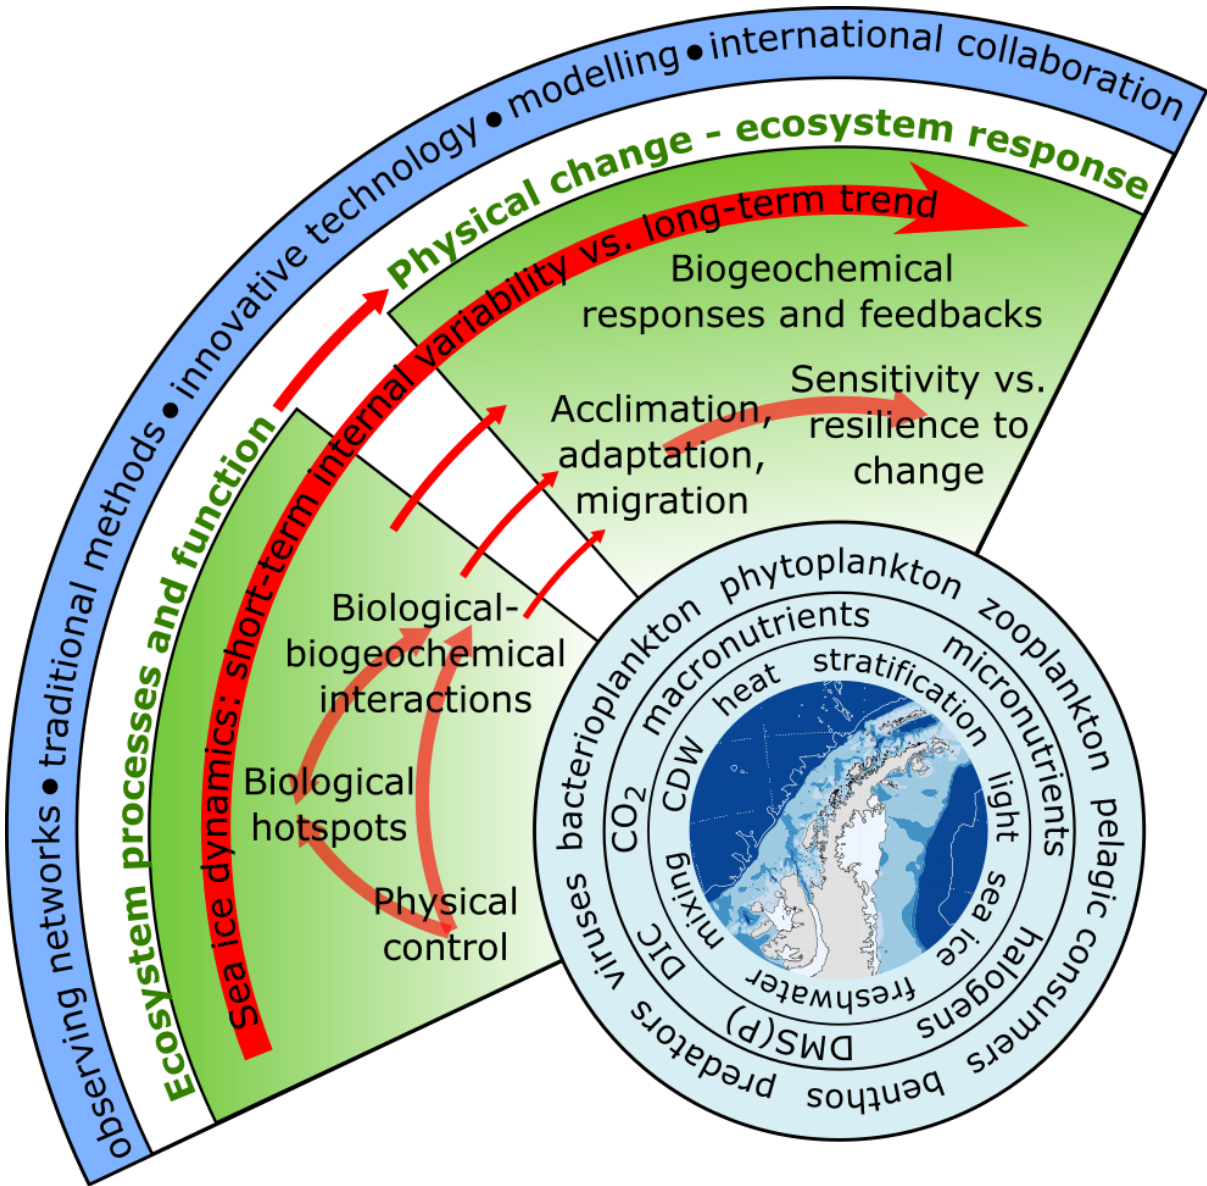 observing networks • traditional methods • innovative technology • modelling • international collaboration
Ecosystem processes and function
Physical change - ecosystem response
Sea ice dynamics: short-term internal variability vs. long-term trend
Biogeochemical
responses and feedbacks
Sensitivity vs.
resilience to
change
Acclimation,
adaptation,
migration
Biological-
biogeochemical
interactions
Biological
hotspots
Physical
control
viruses bacterioplankton phytoplankton zooplankton pelagic consumers benthos predators
DIC CO2 macronutrients micronutrients halogens DMS(P)
mixing CDW heat stratification light sea ice freshwater